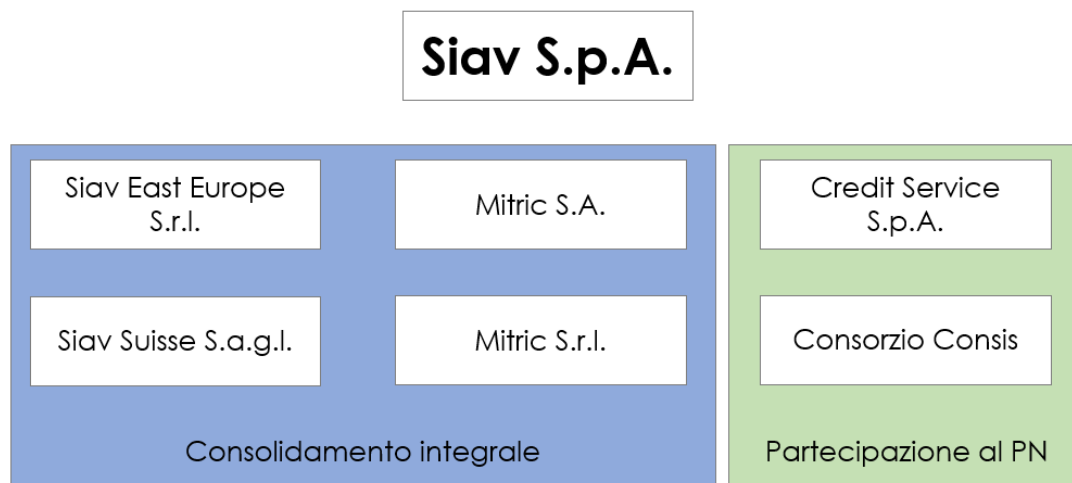 Siav S.p.A.
Siav East Europe
S.r.l.
Mitric S.A.
Credit Service
S.p.A.
Siav Suisse S.a.g.l.
Mitric S.r.l.
Consorzio Consis
Consolidamento integrale
Partecipazione al PN